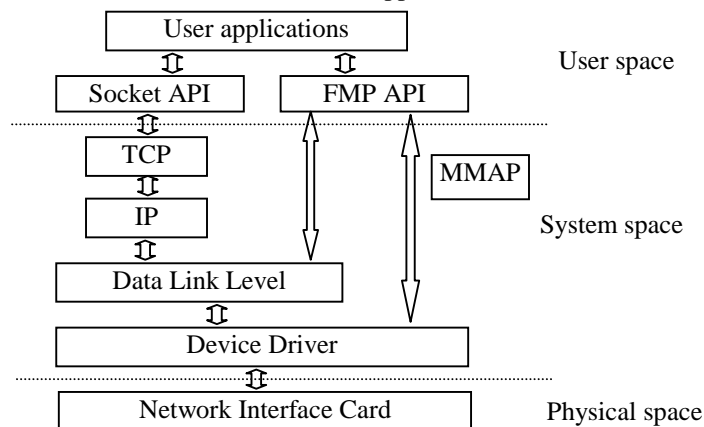 User applications
User space
Socket API
FMP API
TCP
MMAP
IP
System space
Data Link Level
Device Driver
Network Interface Card
Physical space